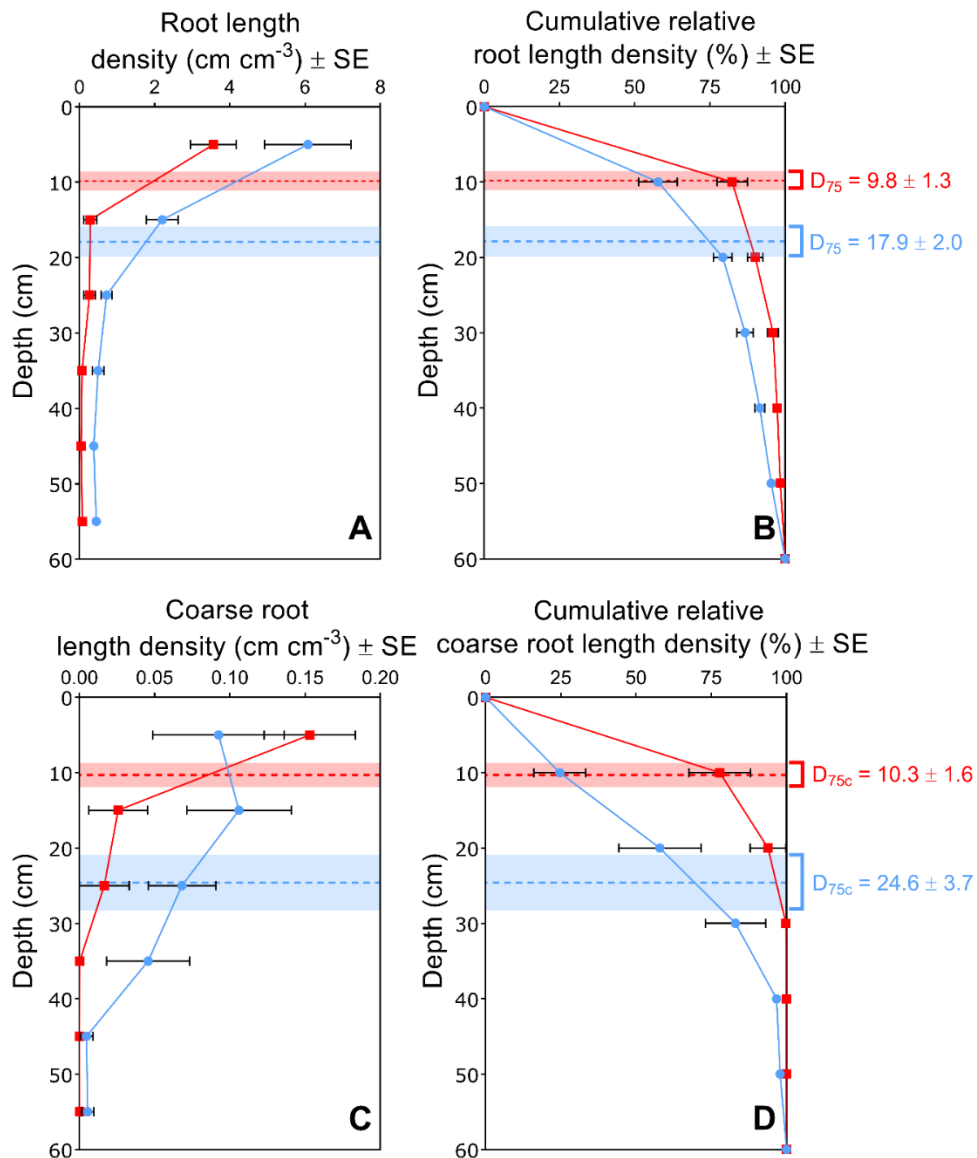 Root length
density (cm cm⁻³) ± SE
0 2 4 6 8
0
10
20
30
40
50
60
Depth (cm)
A
Cumulative relative
root length density (%) ± SE
0 25 50 75 100
0
10
20
30
40
50
60
Depth (cm)
B
D₇₅ = 9.8 ± 1.3
D₇₅ = 17.9 ± 2.0
Coarse root
length density (cm cm⁻³) ± SE
0.00 0.05 0.10 0.15 0.20
0
10
20
30
40
50
60
Depth (cm)
C
Cumulative relative
coarse root length density (%) ± SE
0 25 50 75 100
0
10
20
30
40
50
60
Depth (cm)
D
D₇₅c = 10.3 ± 1.6
D₇₅c = 24.6 ± 3.7